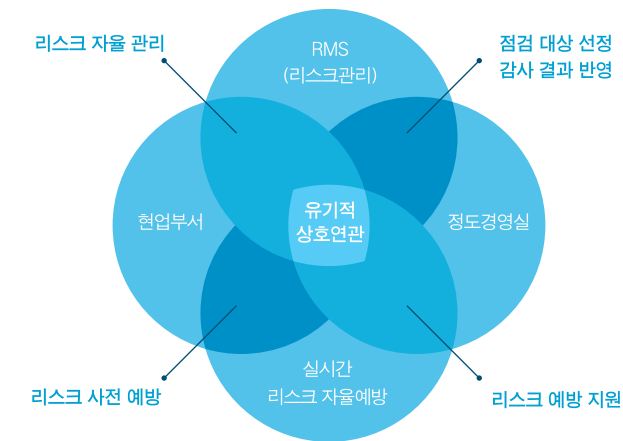 리스크 자율 관리
RMS
(리스크관리)
점검 대상 선정
감사 결과 반영
현업부서
유기적
상호연관
정도경영실
리스크 사전 예방
실시간
리스크 자율예방
리스크 예방 지원